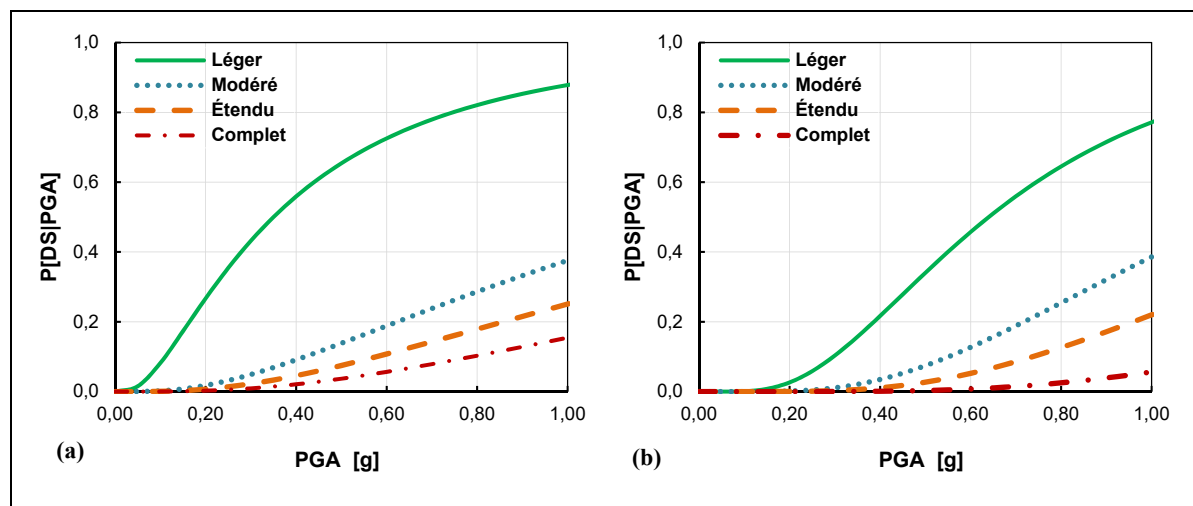 1,0
Léger
Modéré
Étendu
Complet
0,8
0,6
0,4
0,2
0,0
P[DS|PGA]
0,00 0,20 0,40 0,60 0,80 1,00
(a)
PGA [g]
1,0
Léger
Modéré
Étendu
Complet
0,8
0,6
0,4
0,2
0,0
P[DS|PGA]
0,00 0,20 0,40 0,60 0,80 1,00
(b)
PGA [g]